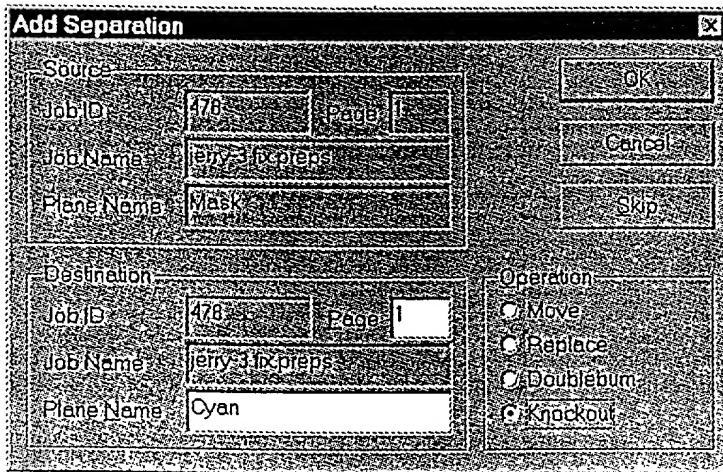 Add Separation
Source
Job ID 478 Page 1
Job Name jerry-3.fix.preps
Plane Name Mask
OK
Cancel
Skip
Destination
Job ID 478 Page 1
Job Name jerry-3.fix.preps
Plane Name Cyan
Operation
Move
Replace
Doubleburn
Knockout